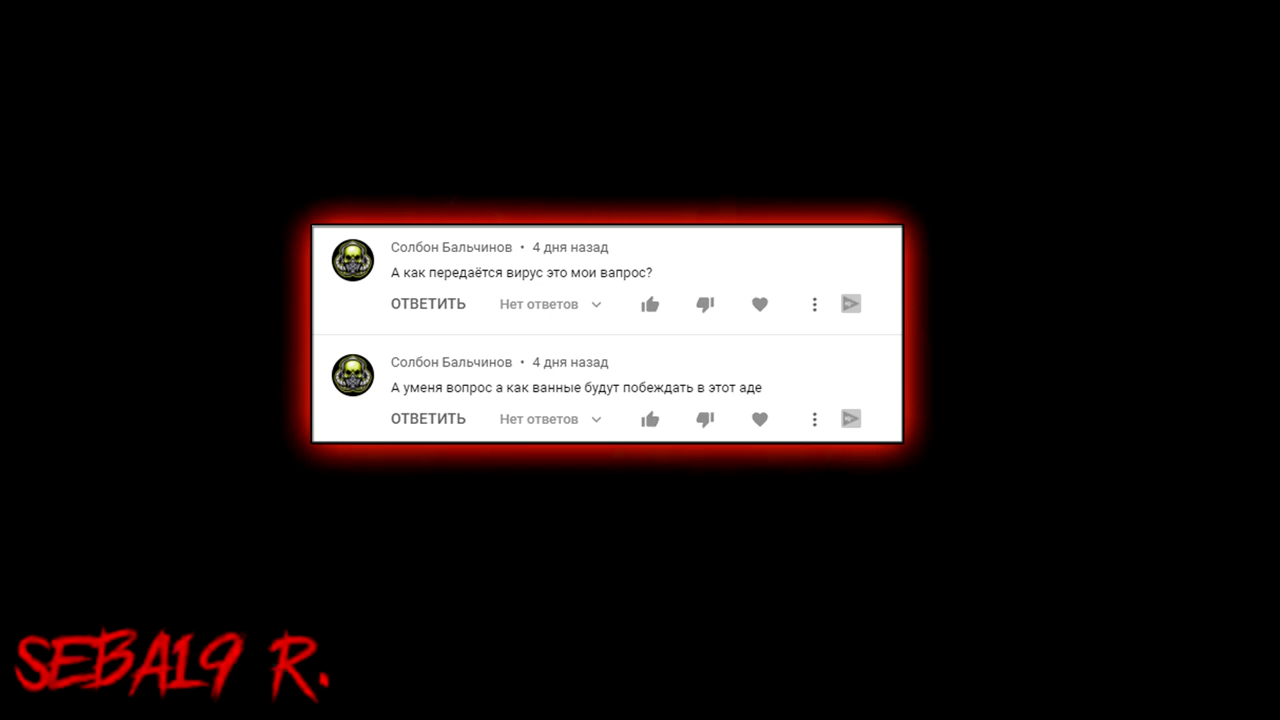 Солбон Бальчинов • 4 дня назад
А как передаётся вирус это мои вапрос?
ОТВЕТИТЬ Нет ответов
Солбон Бальчинов • 4 дня назад
А уменя вопрос а как ванные будут побеждать в этот аде
ОТВЕТИТЬ Нет ответов
SEBA19 R.